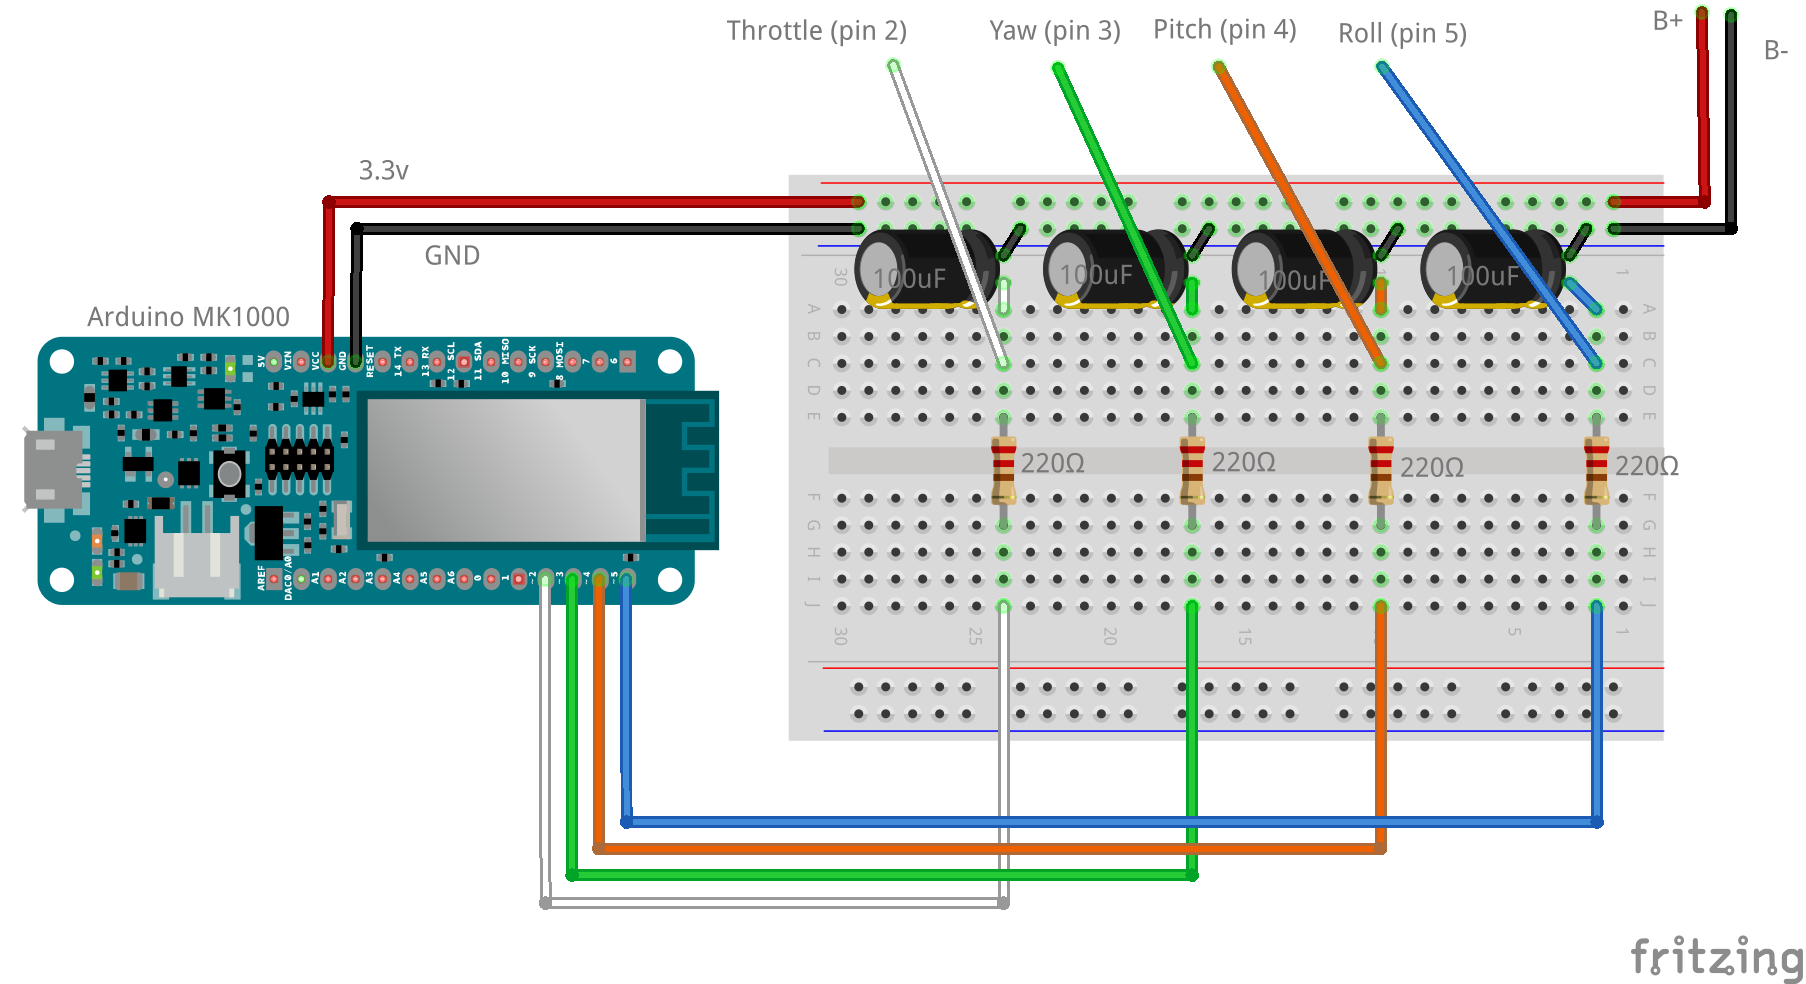 Throttle (pin 2)
Yaw (pin 3)
Pitch (pin 4)
Roll (pin 5)
B+
B-
3.3v
GND
Arduino MK1000
5V
VIN
VCC
GND
RESET
14 TX
13 RX
12 SCL
11 SDA
10 MISO
9 SCK
8 MOSI
7
6
AREF
DAC0/A0
A1
A2
A3
A4
A5
A6
0
1
~2
~3
~4
~5
100uF
100uF
100uF
100uF
30
1
A
B
C
D
E
A
B
C
D
E
220Ω
220Ω
220Ω
220Ω
F
G
H
I
J
F
G
H
I
J
30
25
20
15
5
1
fritzing